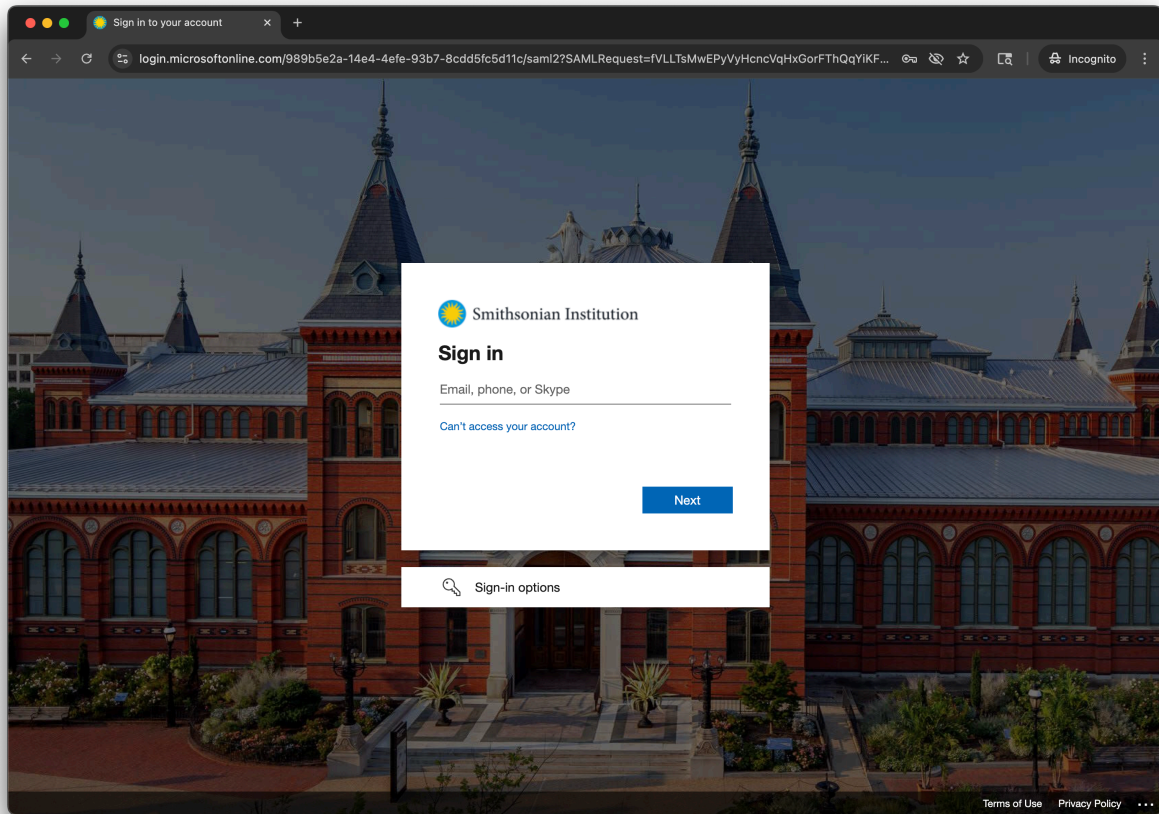 Sign in to your account
login.microsoftonline.com/989b5e2a-14e4-4efe-93b7-8cdd5fc5d11c/saml2?SAMLRequest=fVLLTsMwEPyVyHcncVqHxGorFThQqYiKF...
Incognito
Smithsonian Institution
Sign in
Email, phone, or Skype
Can't access your account?
Next
Sign-in options
Terms of Use Privacy Policy ...